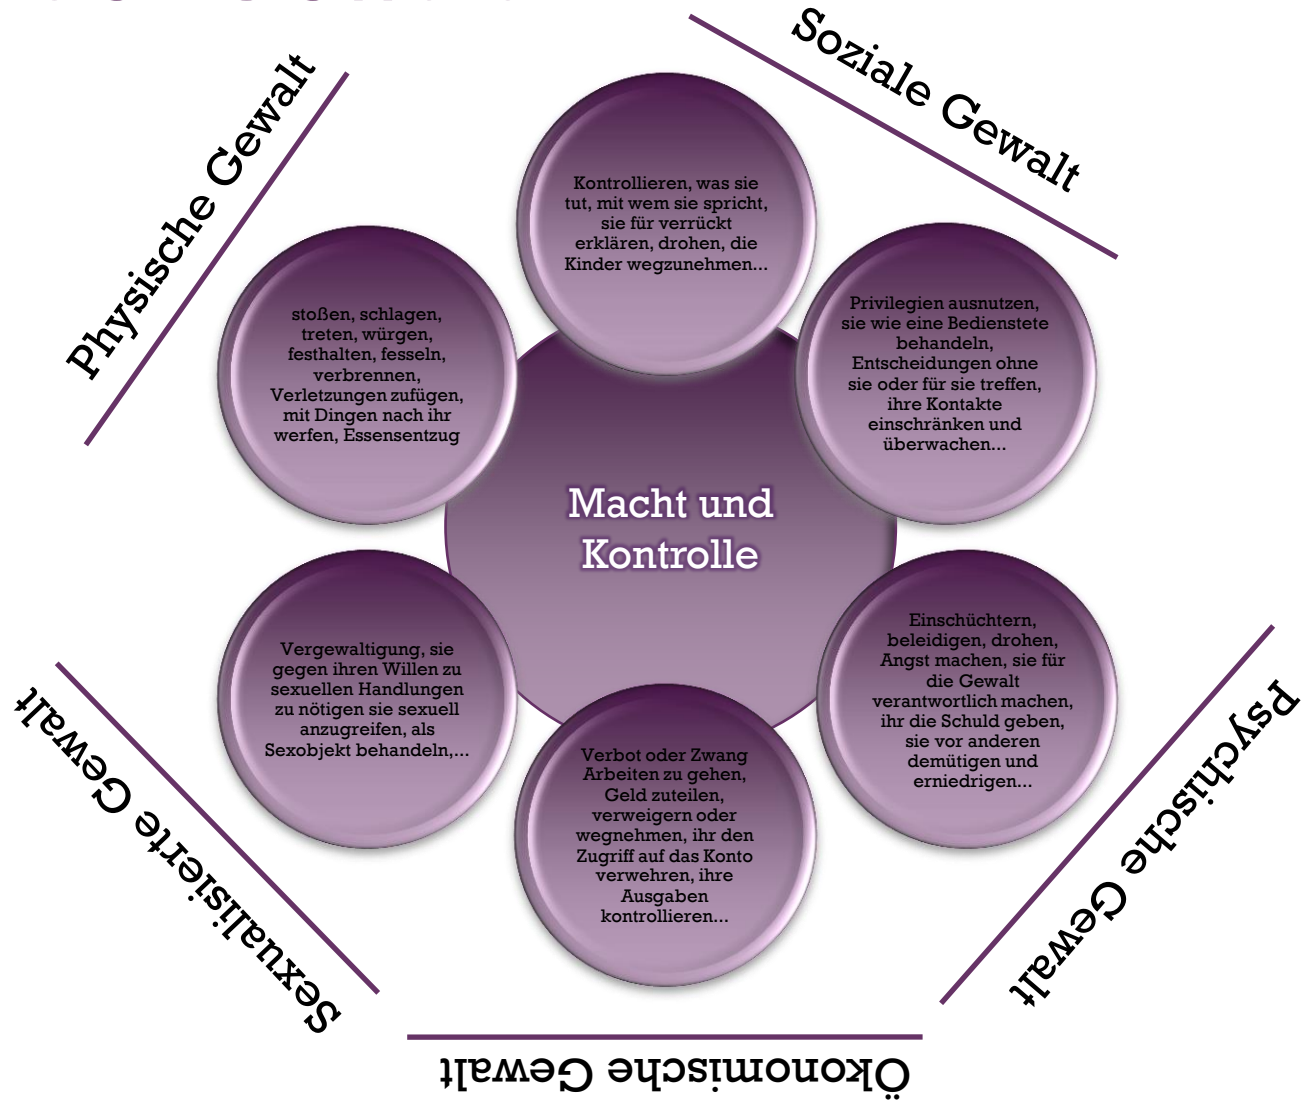 Soziale Gewalt
Physische Gewalt
Kontrollieren, was sie
tut, mit wem sie spricht,
sie für verrückt
erklären, drohen, die
Kinder wegzunehmen...
Privilegien ausnutzen,
sie wie eine Bedienstete
behandeln,
Entscheidungen ohne
sie oder für sie treffen,
ihre Kontakte
einschränken und
überwachen...
stoßen, schlagen,
treten, würgen,
festhalten, fesseln,
verbrennen,
Verletzungen zufügen,
mit Dingen nach ihr
werfen, Essensentzug
Macht und
Kontrolle
Einschüchtern,
beleidigen, drohen,
Angst machen, sie für
die Gewalt
verantwortlich machen,
ihr die Schuld geben,
sie vor anderen
demütigen und
erniedrigen...
Vergewaltigung, sie
gegen ihren Willen zu
sexuellen Handlungen
zu nötigen sie sexuell
anzugreifen, als
Sexobjekt behandeln,...
Verbot oder Zwang
Arbeiten zu gehen,
Geld zuteilen,
verweigern oder
wegnehmen, ihr den
Zugriff auf das Konto
verwehren, ihre
Ausgaben
kontrollieren...
Psychische Gewalt
Sexualisierte Gewalt
Ökonomische Gewalt